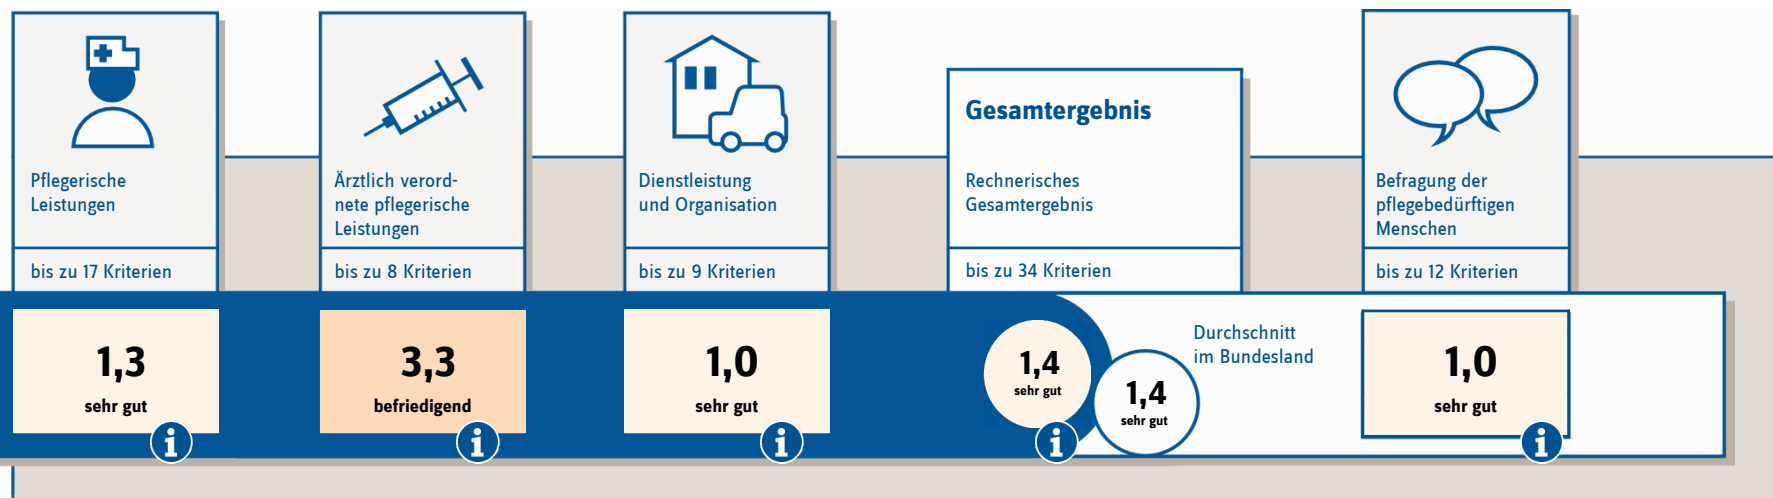 Pflegerische
Leistungen
bis zu 17 Kriterien
1,3
sehr gut
i
Ärztlich verord-
nete pflegerische
Leistungen
bis zu 8 Kriterien
3,3
befriedigend
i
Dienstleistung
und Organisation
bis zu 9 Kriterien
1,0
sehr gut
i
Gesamtergebnis
Rechnerisches
Gesamtergebnis
bis zu 34 Kriterien
1,4
sehr gut
i
1,4
sehr gut
Durchschnitt
im Bundesland
Befragung der
pflegebedürftigen
Menschen
bis zu 12 Kriterien
1,0
sehr gut
i